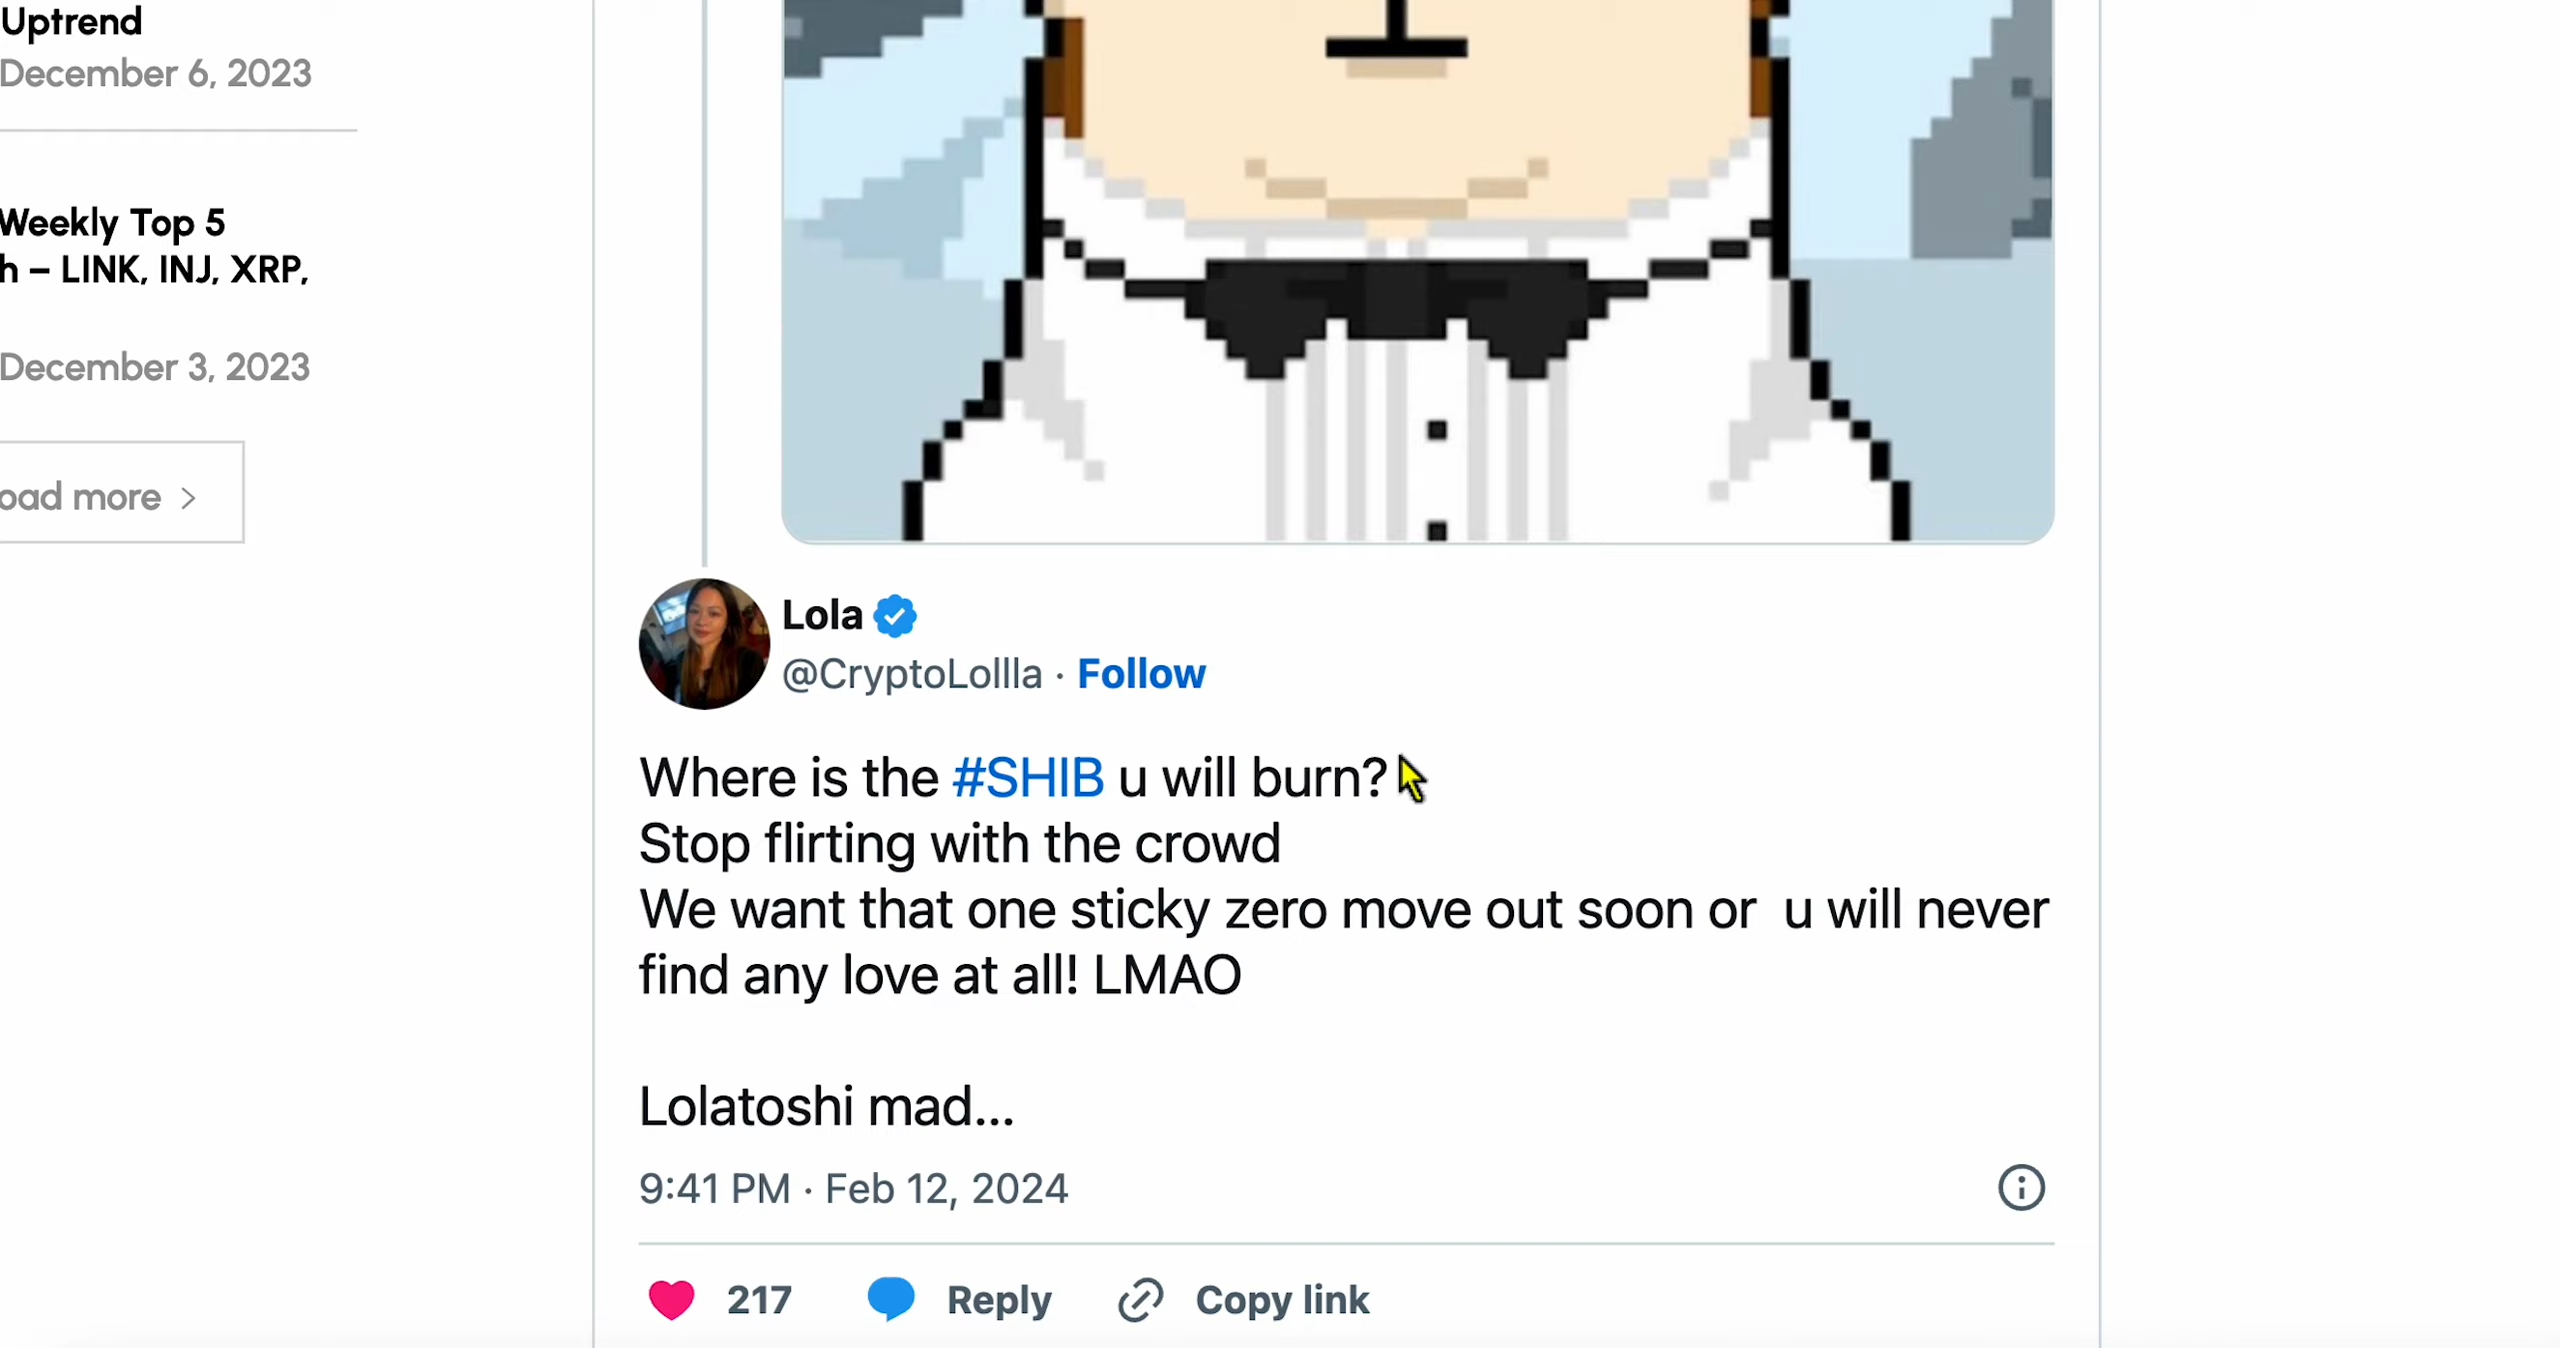 Uptrend
December 6, 2023
Weekly Top 5
h – LINK, INJ, XRP,
December 3, 2023
oad more >
Lola
@CryptoLollla · Follow
Where is the #SHIB u will burn?
Stop flirting with the crowd
We want that one sticky zero move out soon or  u will never
find any love at all! LMAO
Lolatoshi mad...
9:41 PM · Feb 12, 2024
217 Reply Copy link